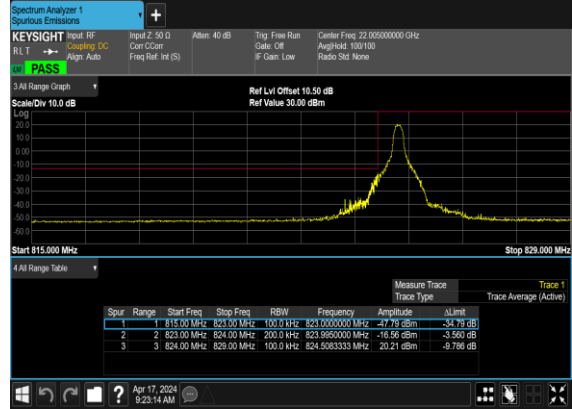 Spectrum Analyzer 1
Spurious Emissions
+
KEYSIGHT Input: RF Input Z: 50 Ω Atten: 40 dB Trig: Free Run Center Freq: 22.005000000 GHz
RLT Coupling: DC Corr CCorr Gate: Off Avg|Hold: 100/100
Align: Auto Freq Ref: Int (S) IF Gain: Low Radio Std: None
PASS
3 All Range Graph
Ref Lvl Offset 10.50 dB
Scale/Div 10.0 dB Ref Value 30.00 dBm
Log
20.0
10.0
0.00
-10.0
-20.0
-30.0
-40.0
-50.0
-60.0
Start 815.000 MHz Stop 829.000 MHz
4 All Range Table
Measure Trace Trace 1
Trace Type Trace Average (Active)
Spur Range Start Freq Stop Freq RBW Frequency Amplitude ΔLimit
1 1 815.00 MHz 823.00 MHz 100.0 kHz 823.0000000 MHz -47.79 dBm -34.79 dB
2 2 823.00 MHz 824.00 MHz 200.0 kHz 823.9950000 MHz -16.56 dBm -3.560 dB
3 3 824.00 MHz 829.00 MHz 100.0 kHz 824.5083333 MHz 20.21 dBm -9.786 dB
? Apr 17, 2024
9:23:14 AM